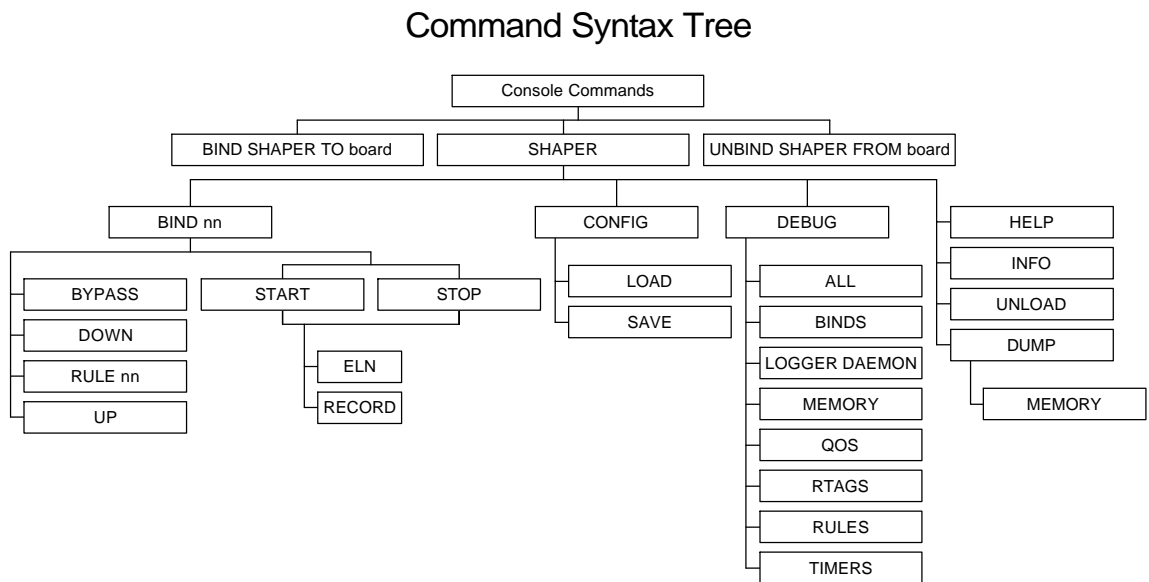 Command Syntax Tree
Console Commands
BIND SHAPER TO board
SHAPER
UNBIND SHAPER FROM board
BIND nn
CONFIG
DEBUG
HELP
INFO
UNLOAD
DUMP
MEMORY
BYPASS
DOWN
RULE nn
UP
START
STOP
ELN
RECORD
LOAD
SAVE
ALL
BINDS
LOGGER DAEMON
MEMORY
QOS
RTAGS
RULES
TIMERS